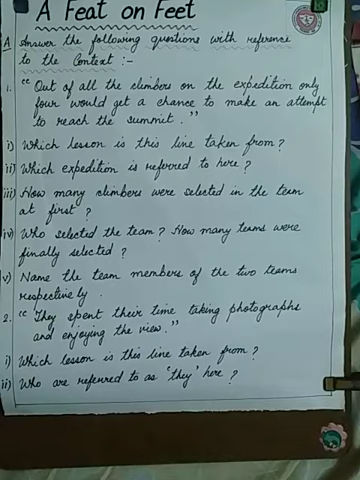 A Feat on Feet
A Answer the following questions with reference
to the Context :-
1. "Out of all the climbers on the expedition only
four would get a chance to make an attempt
to reach the summit."
i) Which lesson is this line taken from?
ii) Which expedition is referred to here?
iii) How many climbers were selected in the team
at first?
iv) Who selected the team? How many teams were
finally selected?
v) Name the team members of the two teams
respectively.
2. "They spent their time taking photographs
and enjoying the view."
i) Which lesson is this line taken from?
ii) Who are referred to as 'they' here?